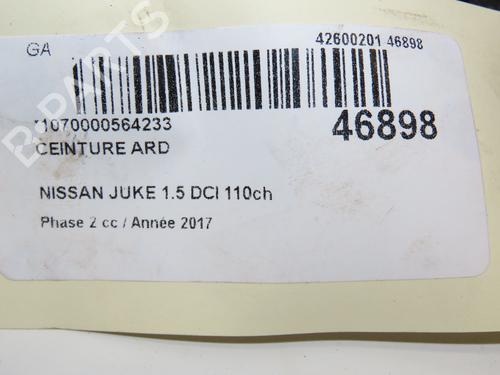 GA
42600201 46898
*1070000564233
46898
CEINTURE ARD
NISSAN JUKE 1.5 DCI 110ch
Phase 2 cc / Année 2017
B-PARTS